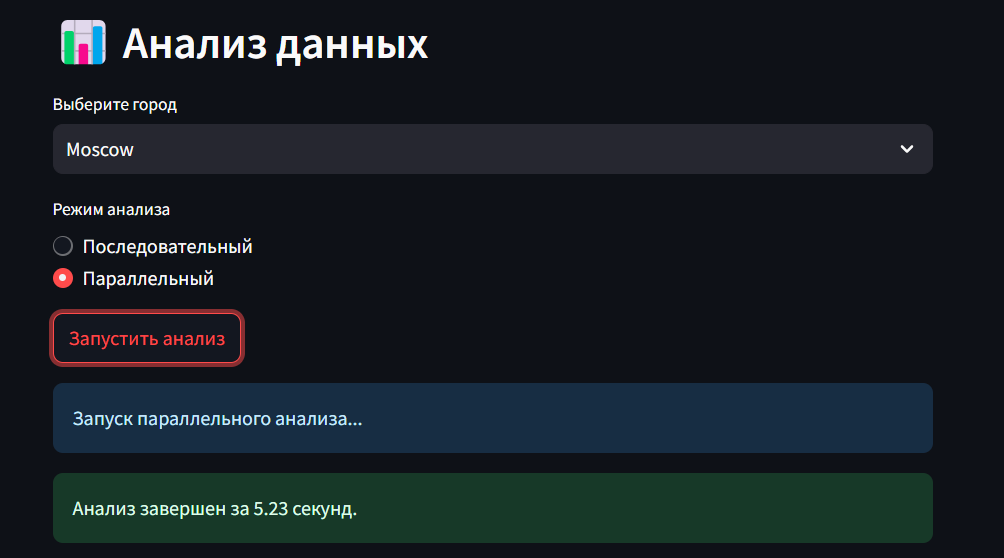 Анализ данных
Выберите город
Moscow
Режим анализа
Последовательный
Параллельный
Запустить анализ
Запуск параллельного анализа...
Анализ завершен за 5.23 секунд.